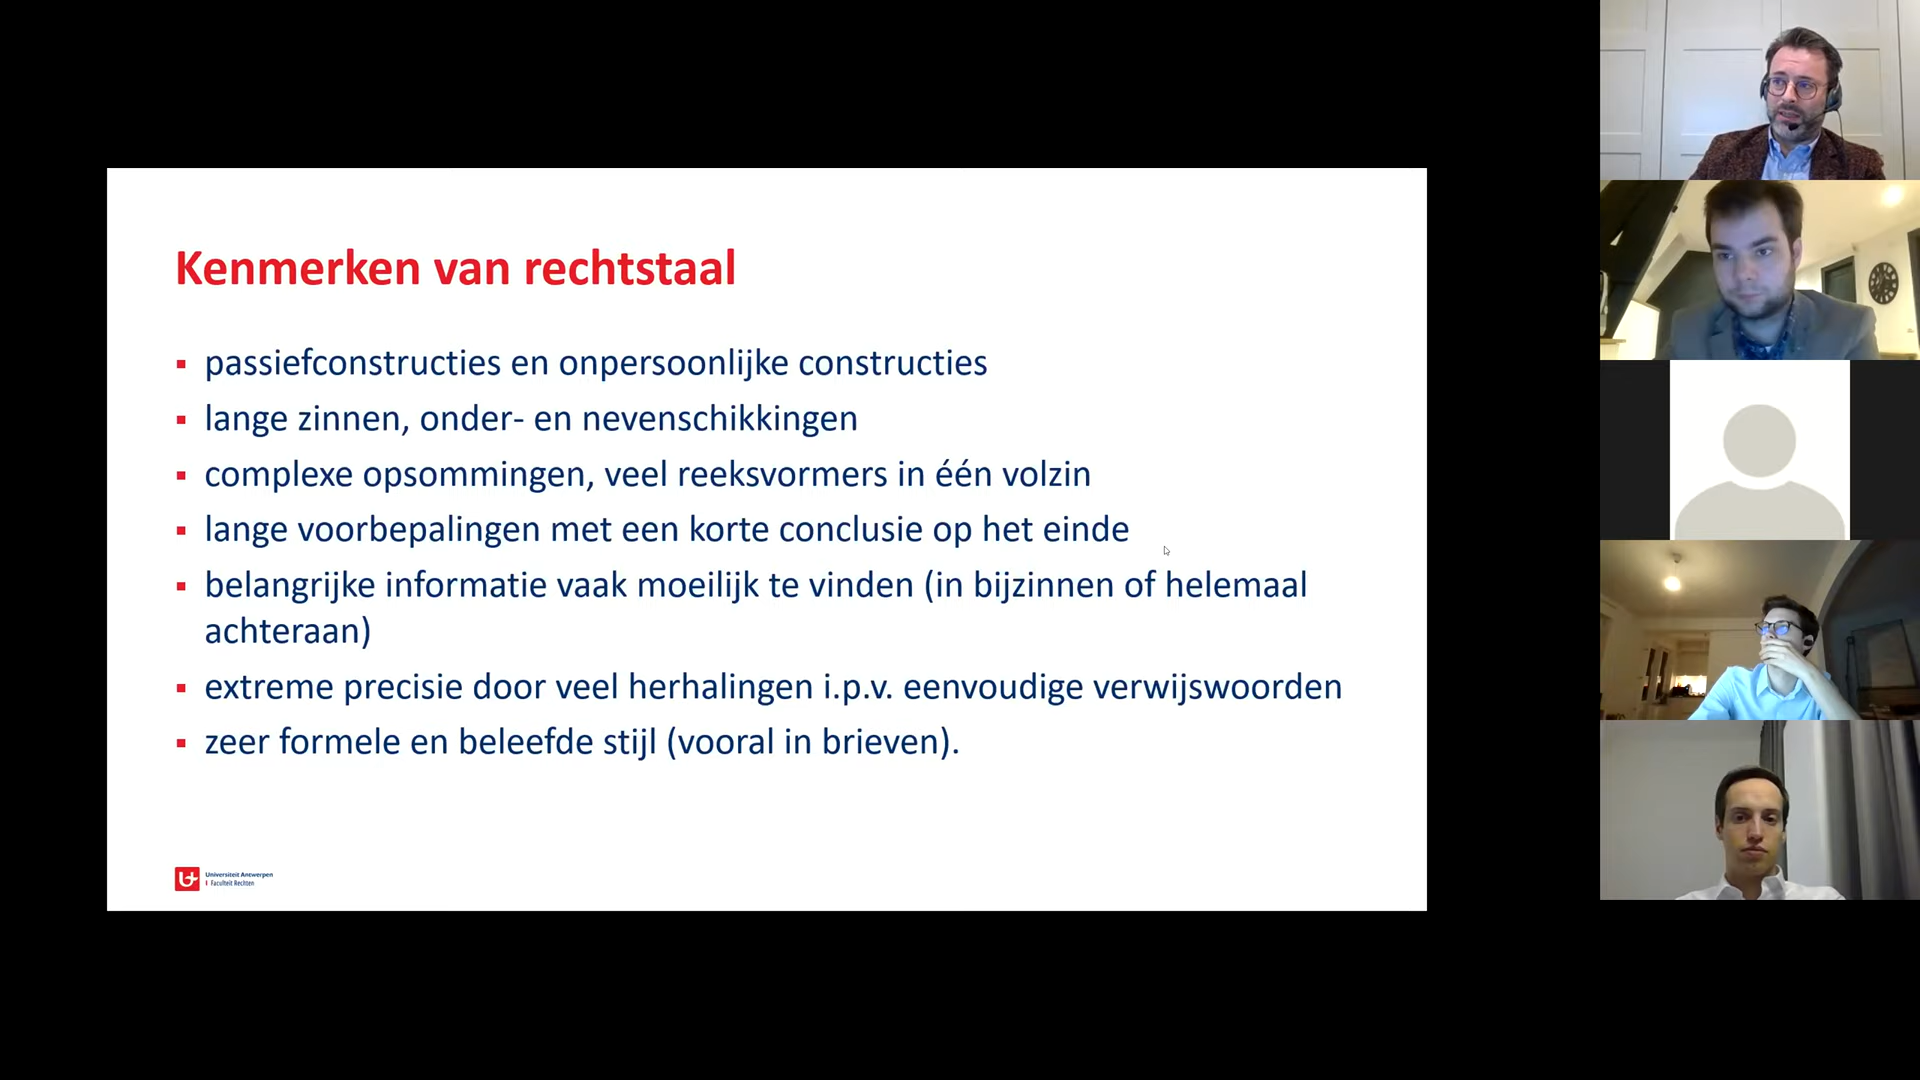 Kenmerken van rechtstaal
▪ passiefconstructies en onpersoonlijke constructies
▪ lange zinnen, onder- en nevenschikkingen
▪ complexe opsommingen, veel reeksvormers in één volzin
▪ lange voorbepalingen met een korte conclusie op het einde
▪ belangrijke informatie vaak moeilijk te vinden (in bijzinnen of helemaal
achteraan)
▪ extreme precisie door veel herhalingen i.p.v. eenvoudige verwijswoorden
▪ zeer formele en beleefde stijl (vooral in brieven).
Universiteit Antwerpen
| Faculteit Rechten